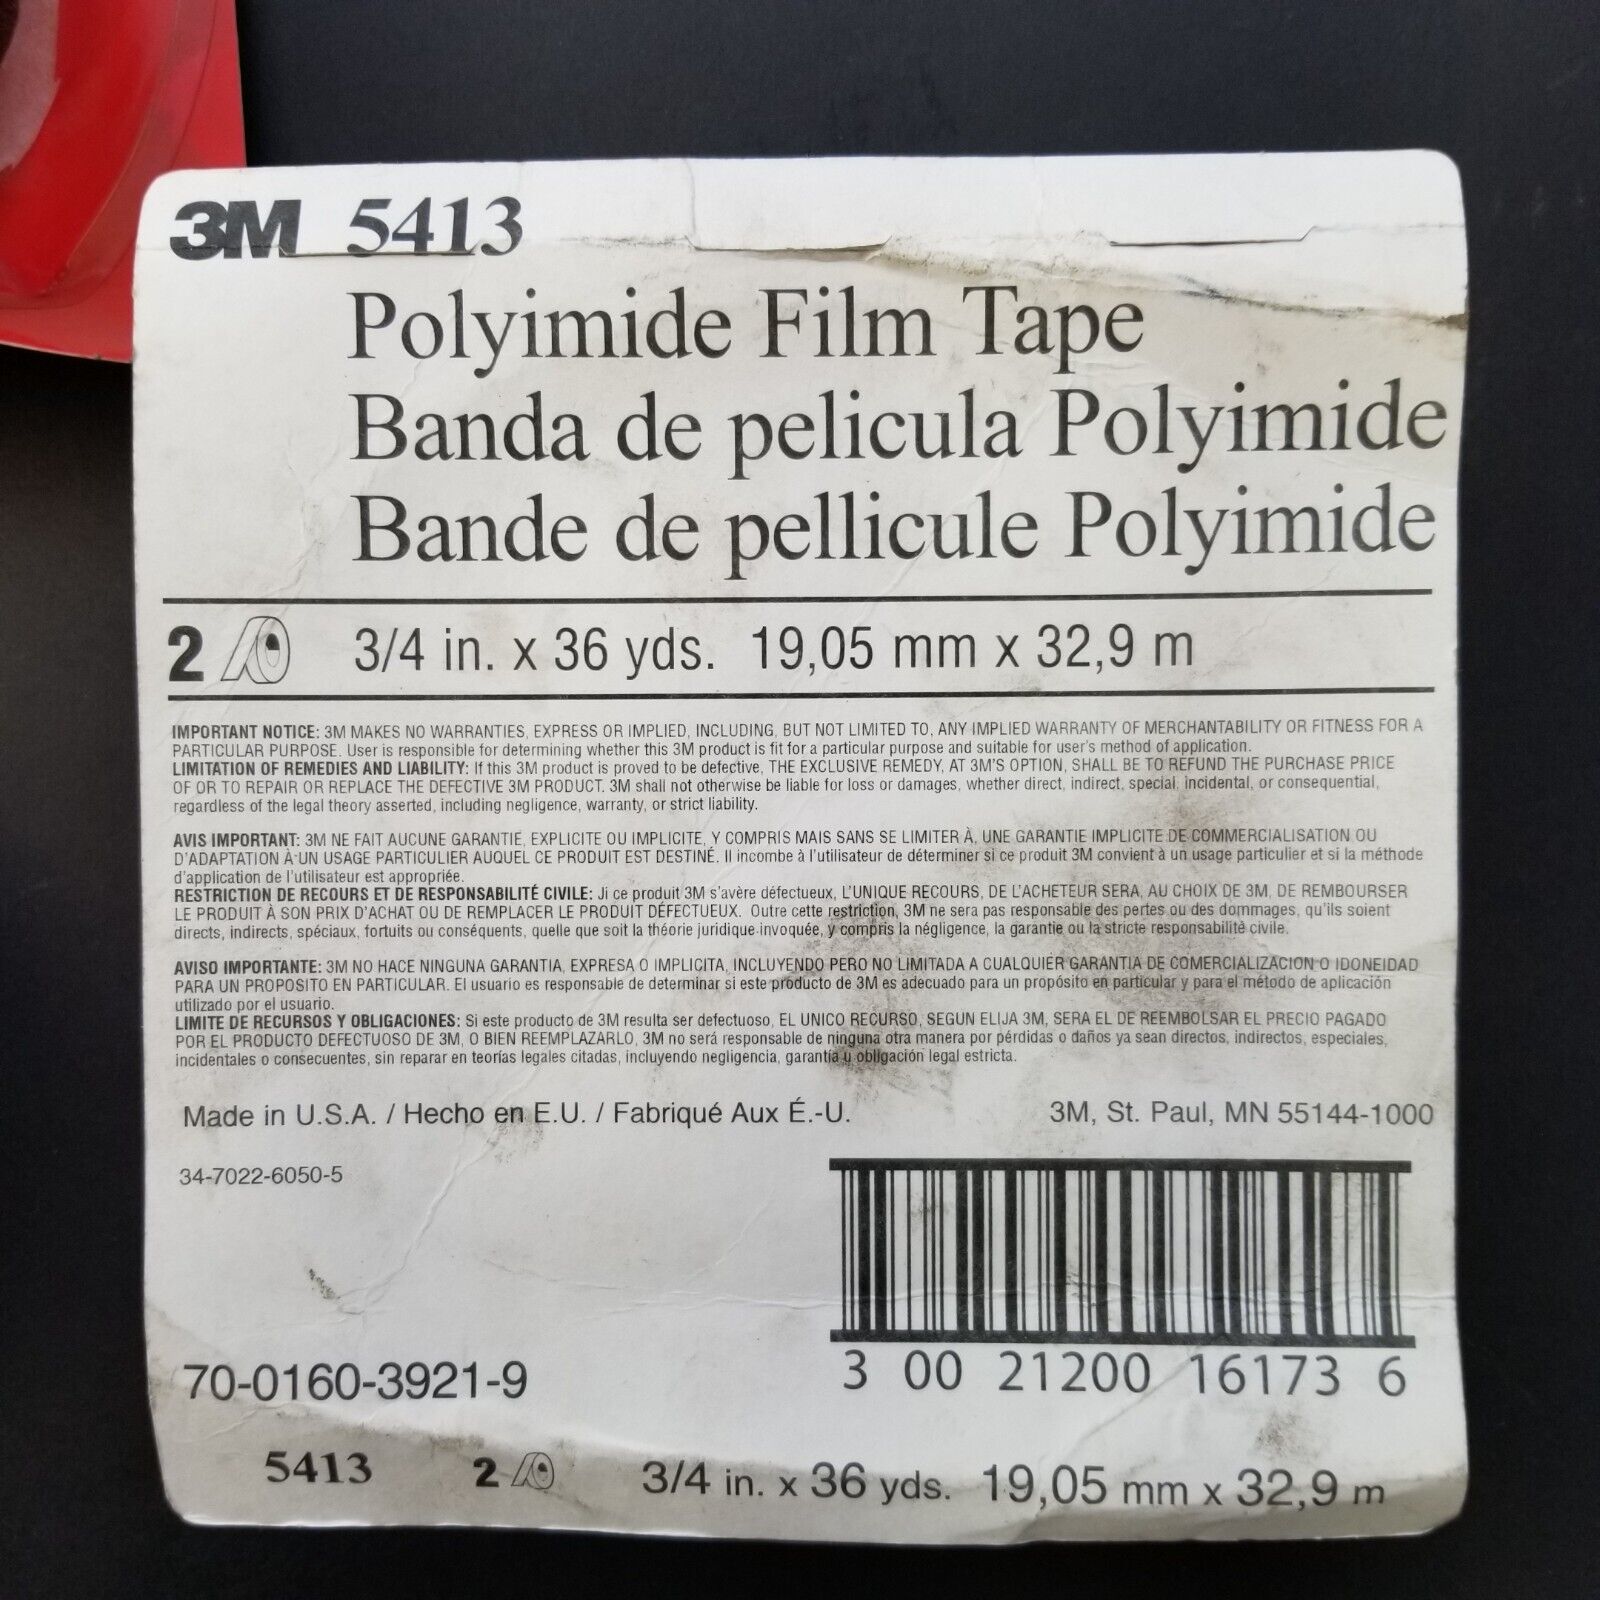 3M 5413
Polyimide Film Tape
Banda de pelicula Polyimide
Bande de pellicule Polyimide
2 3/4 in. x 36 yds. 19,05 mm x 32,9 m
IMPORTANT NOTICE: 3M MAKES NO WARRANTIES, EXPRESS OR IMPLIED, INCLUDING, BUT NOT LIMITED TO, ANY IMPLIED WARRANTY OF MERCHANTABILITY OR FITNESS FOR A
PARTICULAR PURPOSE. User is responsible for determining whether this 3M product is fit for a particular purpose and suitable for user's method of application.
LIMITATION OF REMEDIES AND LIABILITY: If this 3M product is proved to be defective, THE EXCLUSIVE REMEDY, AT 3M'S OPTION, SHALL BE TO REFUND THE PURCHASE PRICE
OF OR TO REPAIR OR REPLACE THE DEFECTIVE 3M PRODUCT. 3M shall not otherwise be liable for loss or damages, whether direct, indirect, special, incidental, or consequential,
regardless of the legal theory asserted, including negligence, warranty, or strict liability.
AVIS IMPORTANT: 3M NE FAIT AUCUNE GARANTIE, EXPLICITE OU IMPLICITE, Y COMPRIS MAIS SANS SE LIMITER À, UNE GARANTIE IMPLICITE DE COMMERCIALISATION OU
D'ADAPTATION À UN USAGE PARTICULIER AUQUEL CE PRODUIT EST DESTINÉ. Il incombe à l'utilisateur de déterminer si ce produit 3M convient à un usage particulier et si la méthode
d'application de l'utilisateur est appropriée.
RESTRICTION DE RECOURS ET DE RESPONSABILITÉ CIVILE: Ji ce produit 3M s'avère défectueux, L'UNIQUE RECOURS, DE L'ACHETEUR SERA, AU CHOIX DE 3M, DE REMBOURSER
LE PRODUIT À SON PRIX D'ACHAT OU DE REMPLACER LE PRODUIT DÉFECTUEUX. Outre cette restriction, 3M ne sera pas responsable des pertes ou des dommages, qu'ils soient
directs, indirects, spéciaux, fortuits ou conséquents, quelle que soit la théorie juridique invoquée, y compris la négligence, la garantie ou la stricte responsabilité civile.
AVISO IMPORTANTE: 3M NO HACE NINGUNA GARANTIA, EXPRESA O IMPLICITA, INCLUYENDO PERO NO LIMITADA A CUALQUIER GARANTIA DE COMERCIALIZACION O IDONEIDAD
PARA UN PROPOSITO EN PARTICULAR. El usuario es responsable de determinar si este producto de 3M es adecuado para un propósito en particular y para el método de aplicación
utilizado por el usuario.
LIMITE DE RECURSOS Y OBLIGACIONES: Si este producto de 3M resulta ser defectuoso, EL UNICO RECURSO, SEGUN ELIJA 3M, SERA EL DE REEMBOLSAR EL PRECIO PAGADO
POR EL PRODUCTO DEFECTUOSO DE 3M, O BIEN REEMPLAZARLO, 3M no será responsable de ninguna otra manera por pérdidas o daños ya sean directos, indirectos, especiales,
incidentales o consecuentes, sin reparar en teorías legales citadas, incluyendo negligencia, garantía u obligación legal estricta.
Made in U.S.A. / Hecho en E.U. / Fabriqué Aux É.-U. 3M, St. Paul, MN 55144-1000
34-7022-6050-5
70-0160-3921-9 3 00 21200 16173 6
5413 2 3/4 in. x 36 yds. 19,05 mm x 32,9 m